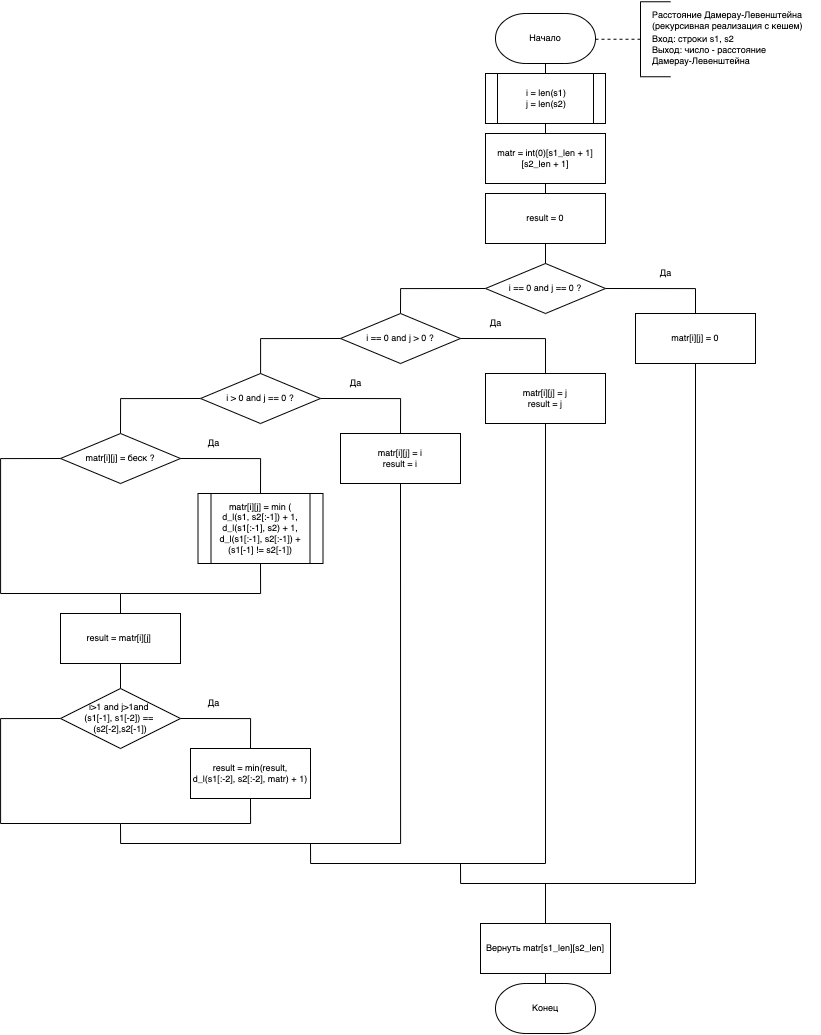 Начало
Расстояние Дамерау-Левенштейна
(рекурсивная реализация с кешем)
Вход: строки s1, s2
Выход: число - расстояние
Дамерау-Левенштейна
i = len(s1)
j = len(s2)
matr = int(0)[s1_len + 1]
[s2_len + 1]
result = 0
i == 0 and j == 0 ?
Да
matr[i][j] = 0
i == 0 and j > 0 ?
Да
matr[i][j] = j
result = j
i > 0 and j == 0 ?
Да
matr[i][j] = i
result = i
matr[i][j] = беск ?
Да
matr[i][j] = min (
d_l(s1, s2[:-1]) + 1,
d_l(s1[:-1], s2) + 1,
d_l(s1[:-1], s2[:-1]) +
(s1[-1] != s2[-1])
result = matr[i][j]
i>1 and j>1and
(s1[-1], s1[-2]) ==
(s2[-2],s2[-1])
Да
result = min(result,
d_l(s1[:-2], s2[:-2], matr) + 1)
Вернуть matr[s1_len][s2_len]
Конец